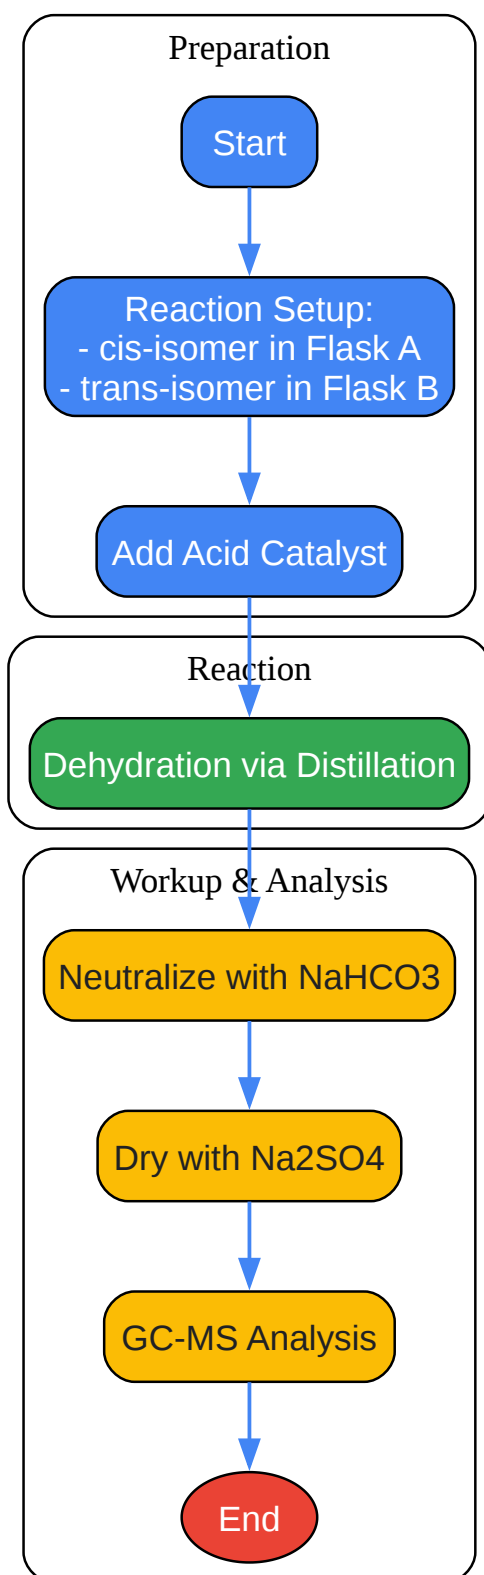 Preparation
Start
Reaction Setup:
- cis-isomer in Flask A
- trans-isomer in Flask B
Add Acid Catalyst
Reaction
Dehydration via Distillation
Workup & Analysis
Neutralize with NaHCO3
Dry with Na2SO4
GC-MS Analysis
End